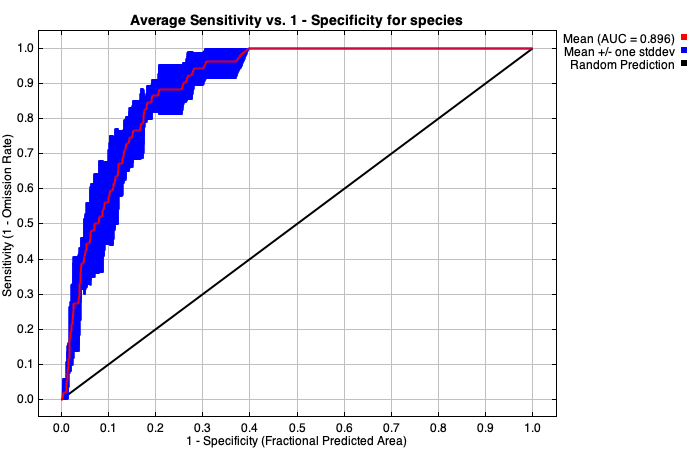 Average Sensitivity vs. 1 - Specificity for species
Mean (AUC = 0.896)
Mean +/- one stddev
Random Prediction
Sensitivity (1 - Omission Rate)
1.0
0.9
0.8
0.7
0.6
0.5
0.4
0.3
0.2
0.1
0.0
0.0 0.1 0.2 0.3 0.4 0.5 0.6 0.7 0.8 0.9 1.0
1 - Specificity (Fractional Predicted Area)